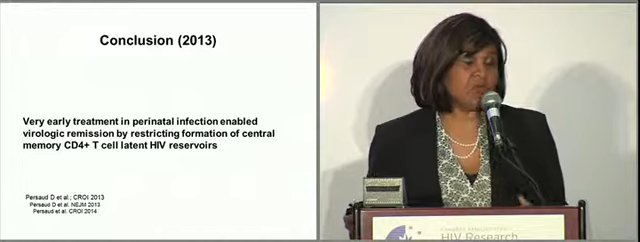 Conclusion (2013)
Very early treatment in perinatal infection enabled
virologic remission by restricting formation of central
memory CD4+ T cell latent HIV reservoirs
Persaud D et al.; CROI 2013
Persaud D et al. NEJM 2013
Persaud et al. CROI 2014
HIV Research